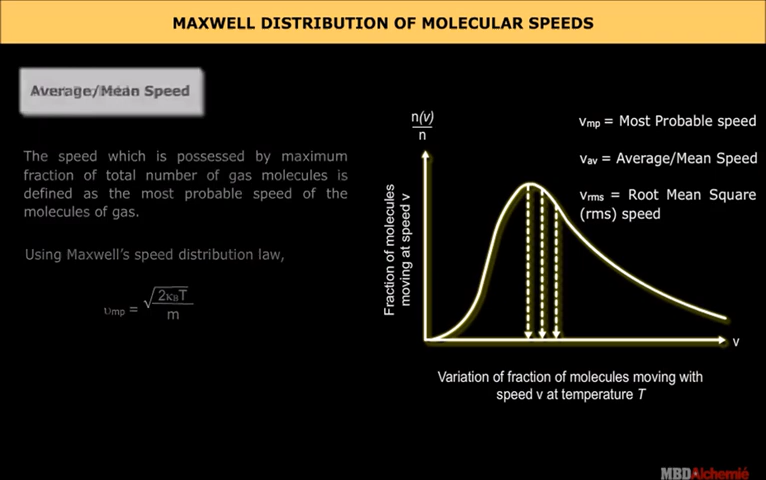 MAXWELL DISTRIBUTION OF MOLECULAR SPEEDS
Average/Mean Speed
The speed which is possessed by maximum
fraction of total number of gas molecules is
defined as the most probable speed of the
molecules of gas.
Using Maxwell's speed distribution law,
υmp = √2κBT / m
n(v)
n
Fraction of molecules
moving at speed v
vmp = Most Probable speed
vav = Average/Mean Speed
vrms = Root Mean Square
(rms) speed
v
Variation of fraction of molecules moving with
speed v at temperature T
MBDAlchemié